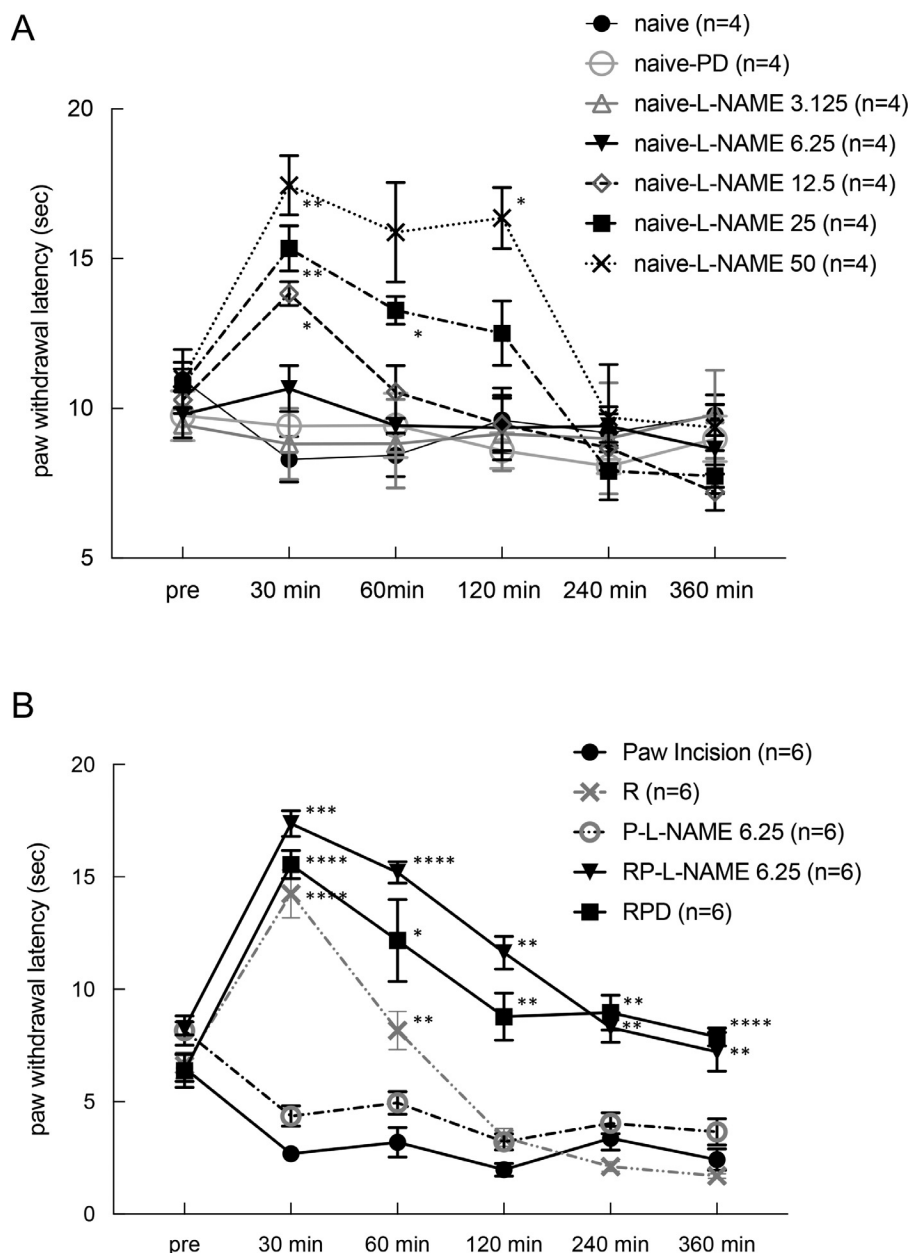 A
naive (n=4)
naive-PD (n=4)
naive-L-NAME 3.125 (n=4)
naive-L-NAME 6.25 (n=4)
naive-L-NAME 12.5 (n=4)
naive-L-NAME 25 (n=4)
naive-L-NAME 50 (n=4)
paw withdrawal latency (sec)
20
15
10
5
**
*
**
*
*
pre 30 min 60min 120 min 240 min 360 min
B
Paw Incision (n=6)
R (n=6)
P-L-NAME 6.25 (n=6)
RP-L-NAME 6.25 (n=6)
RPD (n=6)
paw withdrawal latency (sec)
20
15
10
5
0
***
****
****
****
*
**
**
**
**
**
****
**
pre 30 min 60 min 120 min 240 min 360 min